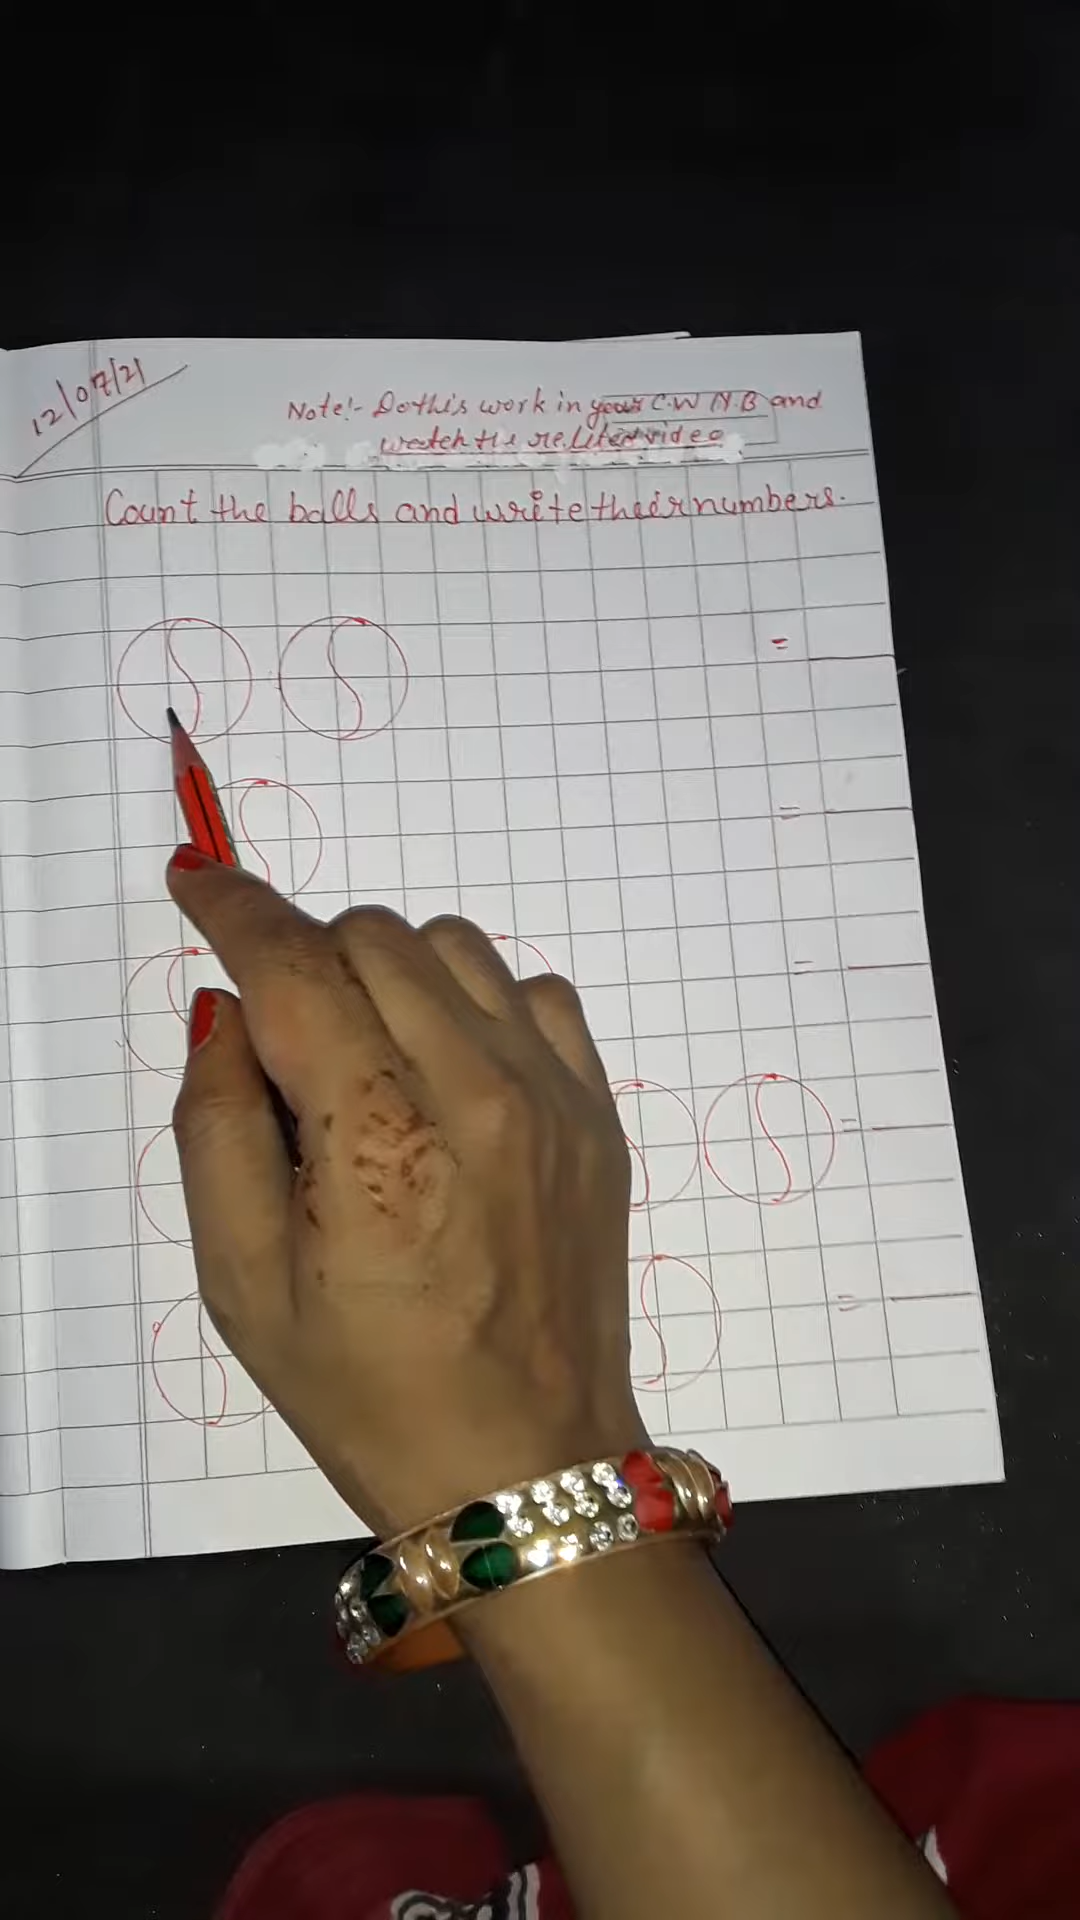 12/07/21
Note:- Do this work in your C.W N.B and
watch the relited video
Count the balls and write their numbers.
=
=
=
=
=